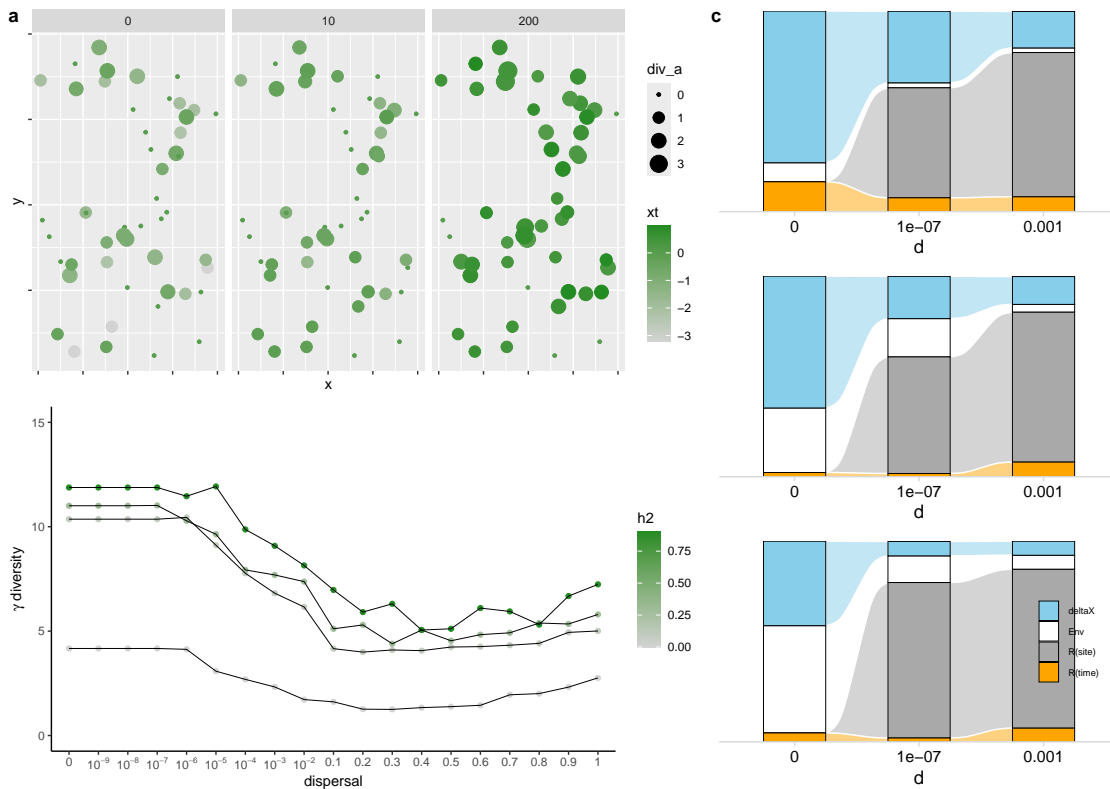 a
0 10 200
y
x
div_a
0
1
2
3
xt
0
−1
−2
−3
15
10
5
0
γ diversity
0 10⁻⁹ 10⁻⁸ 10⁻⁷ 10⁻⁶ 10⁻⁵ 10⁻⁴ 10⁻³ 10⁻² 0.1 0.2 0.3 0.4 0.5 0.6 0.7 0.8 0.9 1
dispersal
h2
0.75
0.50
0.25
0.00
c
0 1e−07 0.001
d
0 1e−07 0.001
d
deltaX
Env
R(site)
R(time)
0 1e−07 0.001
d